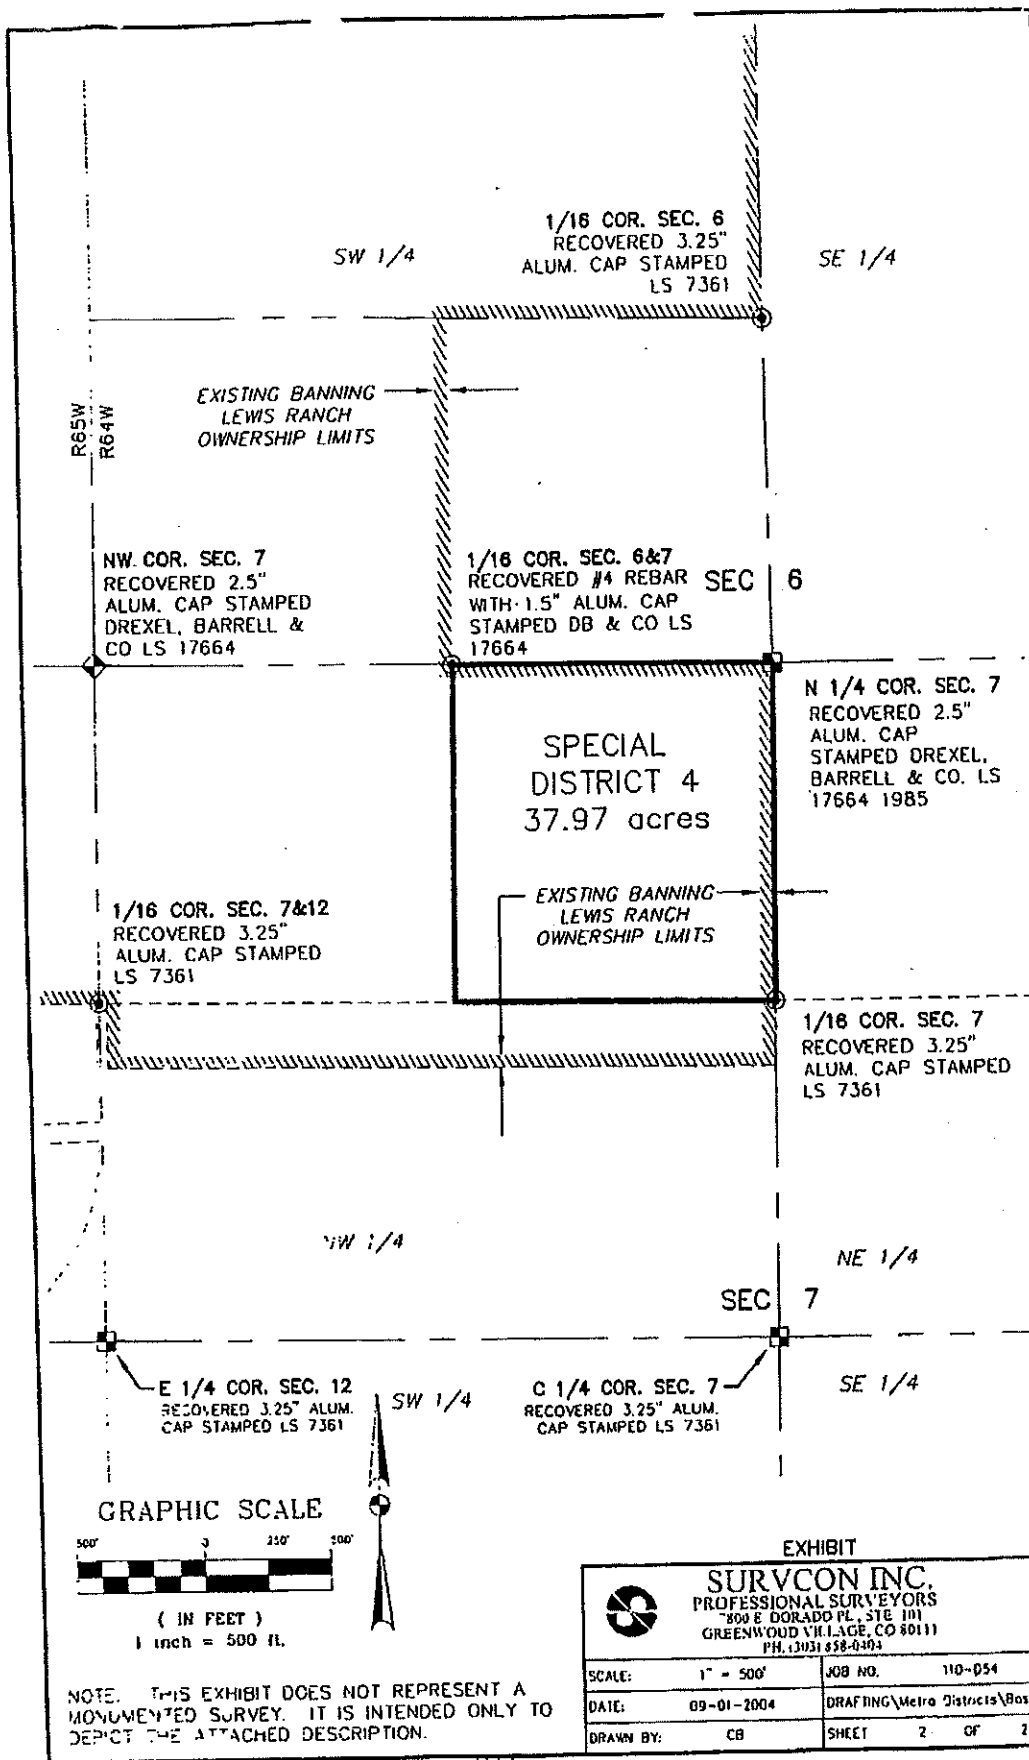 1/16 COR. SEC. 6
RECOVERED 3.25"
ALUM. CAP STAMPED
LS 7361
SW 1/4
SE 1/4
EXISTING BANNING
LEWIS RANCH
OWNERSHIP LIMITS
R65W
R64W
NW COR. SEC. 7
RECOVERED 2.5"
ALUM. CAP STAMPED
DREXEL, BARRELL &
CO LS 17664
1/16 COR. SEC. 6&7
RECOVERED #4 REBAR
WITH 1.5" ALUM. CAP
STAMPED DB & CO LS
17664
SEC 6
N 1/4 COR. SEC. 7
RECOVERED 2.5"
ALUM. CAP
STAMPED DREXEL,
BARRELL & CO. LS
17664 1985
SPECIAL
DISTRICT 4
37.97 acres
EXISTING BANNING
LEWIS RANCH
OWNERSHIP LIMITS
1/16 COR. SEC. 7&12
RECOVERED 3.25"
ALUM. CAP STAMPED
LS 7361
1/16 COR. SEC. 7
RECOVERED 3.25"
ALUM. CAP STAMPED
LS 7361
NW 1/4
NE 1/4
SEC 7
E 1/4 COR. SEC. 12
RECOVERED 3.25" ALUM.
CAP STAMPED LS 7361
SW 1/4
C 1/4 COR. SEC. 7
RECOVERED 3.25" ALUM.
CAP STAMPED LS 7361
SE 1/4
GRAPHIC SCALE
500' 0 250' 500'
( IN FEET )
1 inch = 500 ft.
NOTE. THIS EXHIBIT DOES NOT REPRESENT A
MONUMENTED SURVEY. IT IS INTENDED ONLY TO
DEPICT THE ATTACHED DESCRIPTION.
EXHIBIT
SURVCON INC.
PROFESSIONAL SURVEYORS
E DORADO PL, STE 101
GREENWOOD VILLAGE, CO 80111
PH. (303)
SCALE: 1" = 500' JOB NO. 110-054
DATE: 09-01-2004 DRAFTING\Metro Districts\Bas
DRAWN BY: CB SHEET 2 OF 2